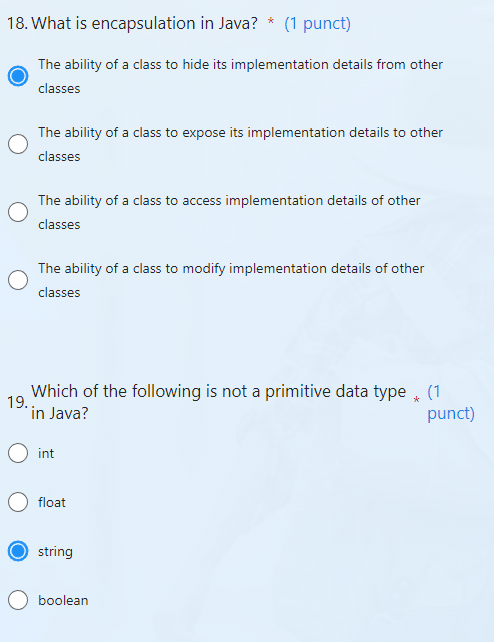 18. What is encapsulation in Java? * (1 punct)
The ability of a class to hide its implementation details from other
classes
The ability of a class to expose its implementation details to other
classes
The ability of a class to access implementation details of other
classes
The ability of a class to modify implementation details of other
classes
19. Which of the following is not a primitive data type * (1
in Java? punct)
int
float
string
boolean